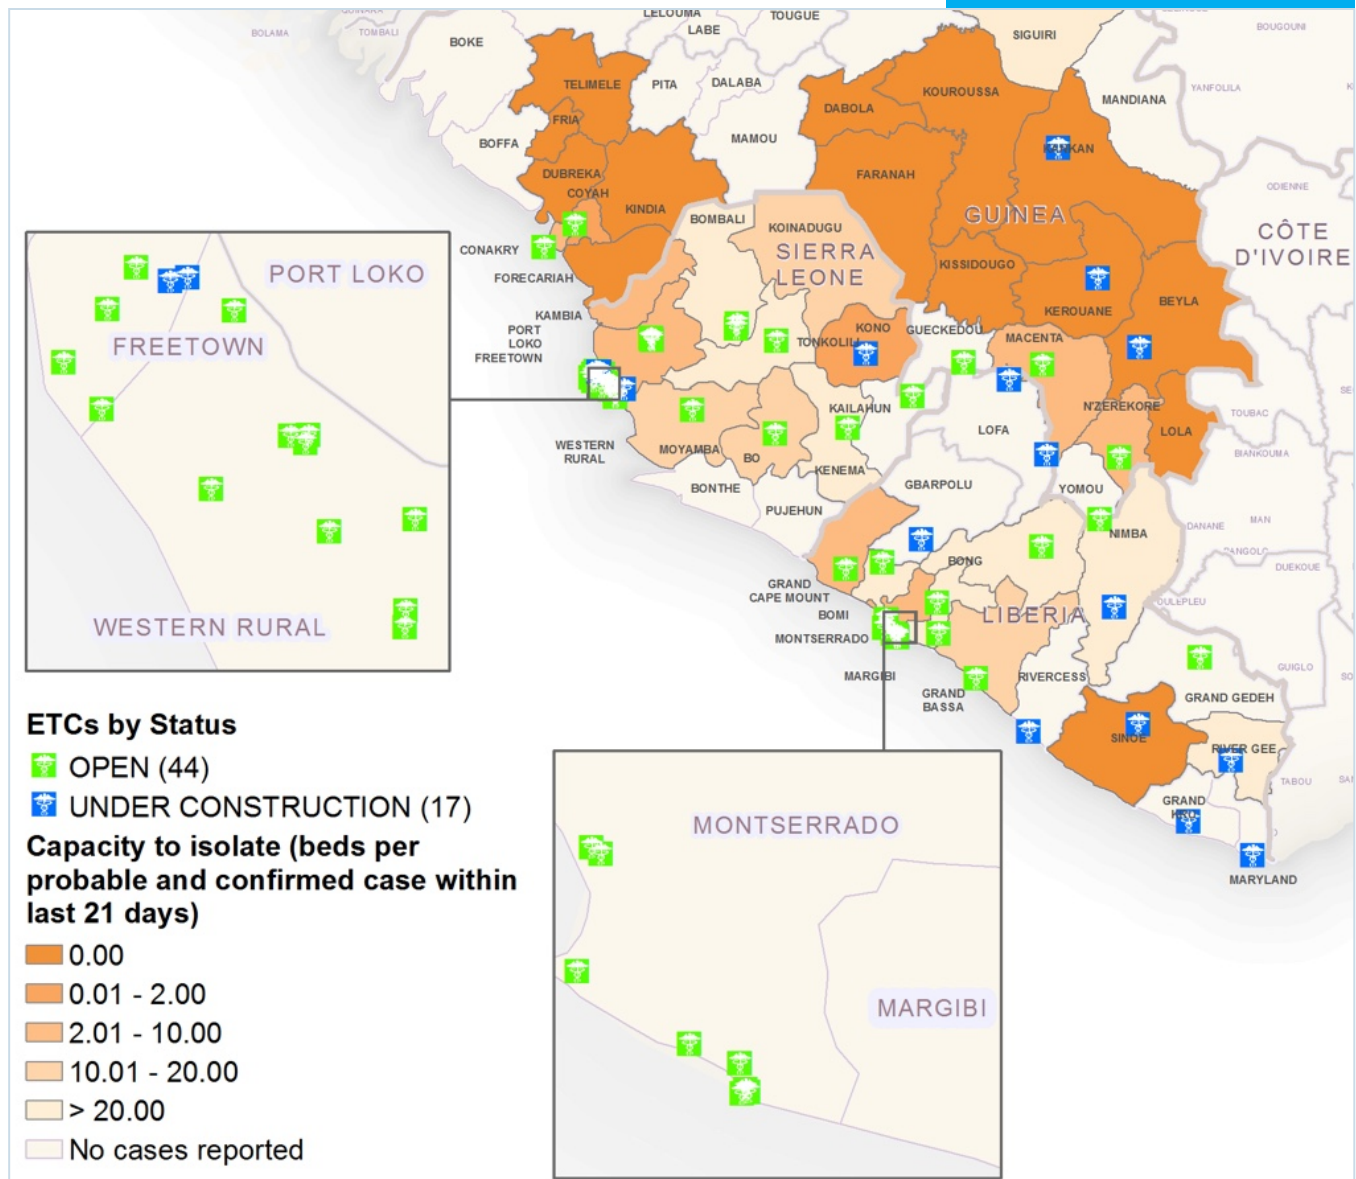 LELOUMA
TOUGUE
LABE
BOLAMA
TOMBALI
BOKE
SIGUIRI
BOUGOUNI
TELIMELE
PITA
DALABA
KOUROUSSA
MANDIANA
YANFOLILA
DABOLA
FRIA
BOFFA
MAMOU
KANKAN
DUBREKA
COYAH
FARANAH
ODIENNE
KINDIA
BOMBALI
KOINADUGU
GUINEA
CÔTE
D'IVOIRE
CONAKRY
SIERRA
LEONE
FORECARIAH
KISSIDOUGO
KEROUANE
BEYLA
KAMBIA
PORT
LOKO
FREETOWN
TONKOLILI
KONO
GUECKEDOU
MACENTA
KAILAHUN
N'ZEREKORE
LOFA
LOLA
TOUBAC
WESTERN
RURAL
MOYAMBA
BO
KENEMA
BIANKOUMA
BONTHE
GBARPOLU
YOMOU
PUJEHUN
NIMBA
DANANE
MAN
BONG
DUEKOUE
GRAND
CAPE MOUNT
BOMI
LIBERIA
MONTSERRADO
MARGIBI
GRAND
BASSA
RIVERCESS
GUIGLO
GRAND GEDEH
SINOE
RIVER GEE
TABOU
GRAND
KRU
MARYLAND
PORT LOKO
FREETOWN
WESTERN RURAL
ETCs by Status
OPEN (44)
UNDER CONSTRUCTION (17)
Capacity to isolate (beds per
probable and confirmed case within
last 21 days)
0.00
0.01 - 2.00
2.01 - 10.00
10.01 - 20.00
> 20.00
No cases reported
MONTSERRADO
MARGIBI